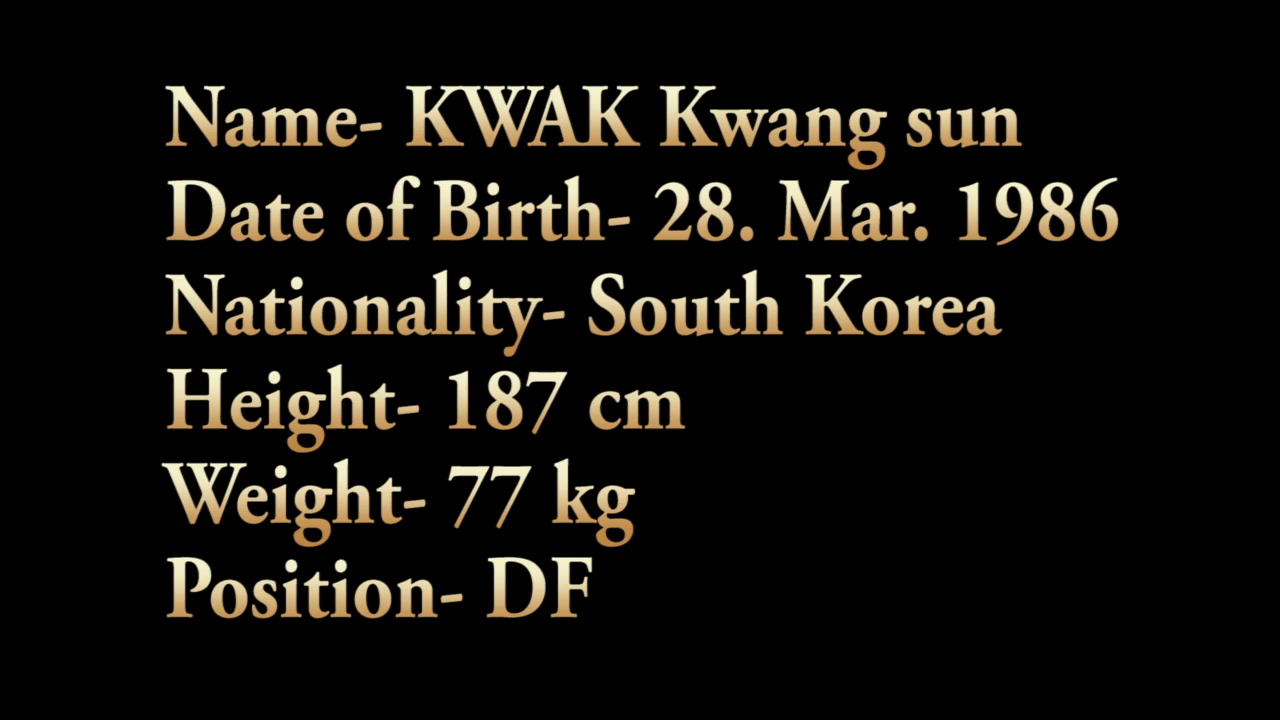 Name- KWAK Kwang sun
Date of Birth- 28. Mar. 1986
Nationality- South Korea
Height- 187 cm
Weight- 77 kg
Position- DF